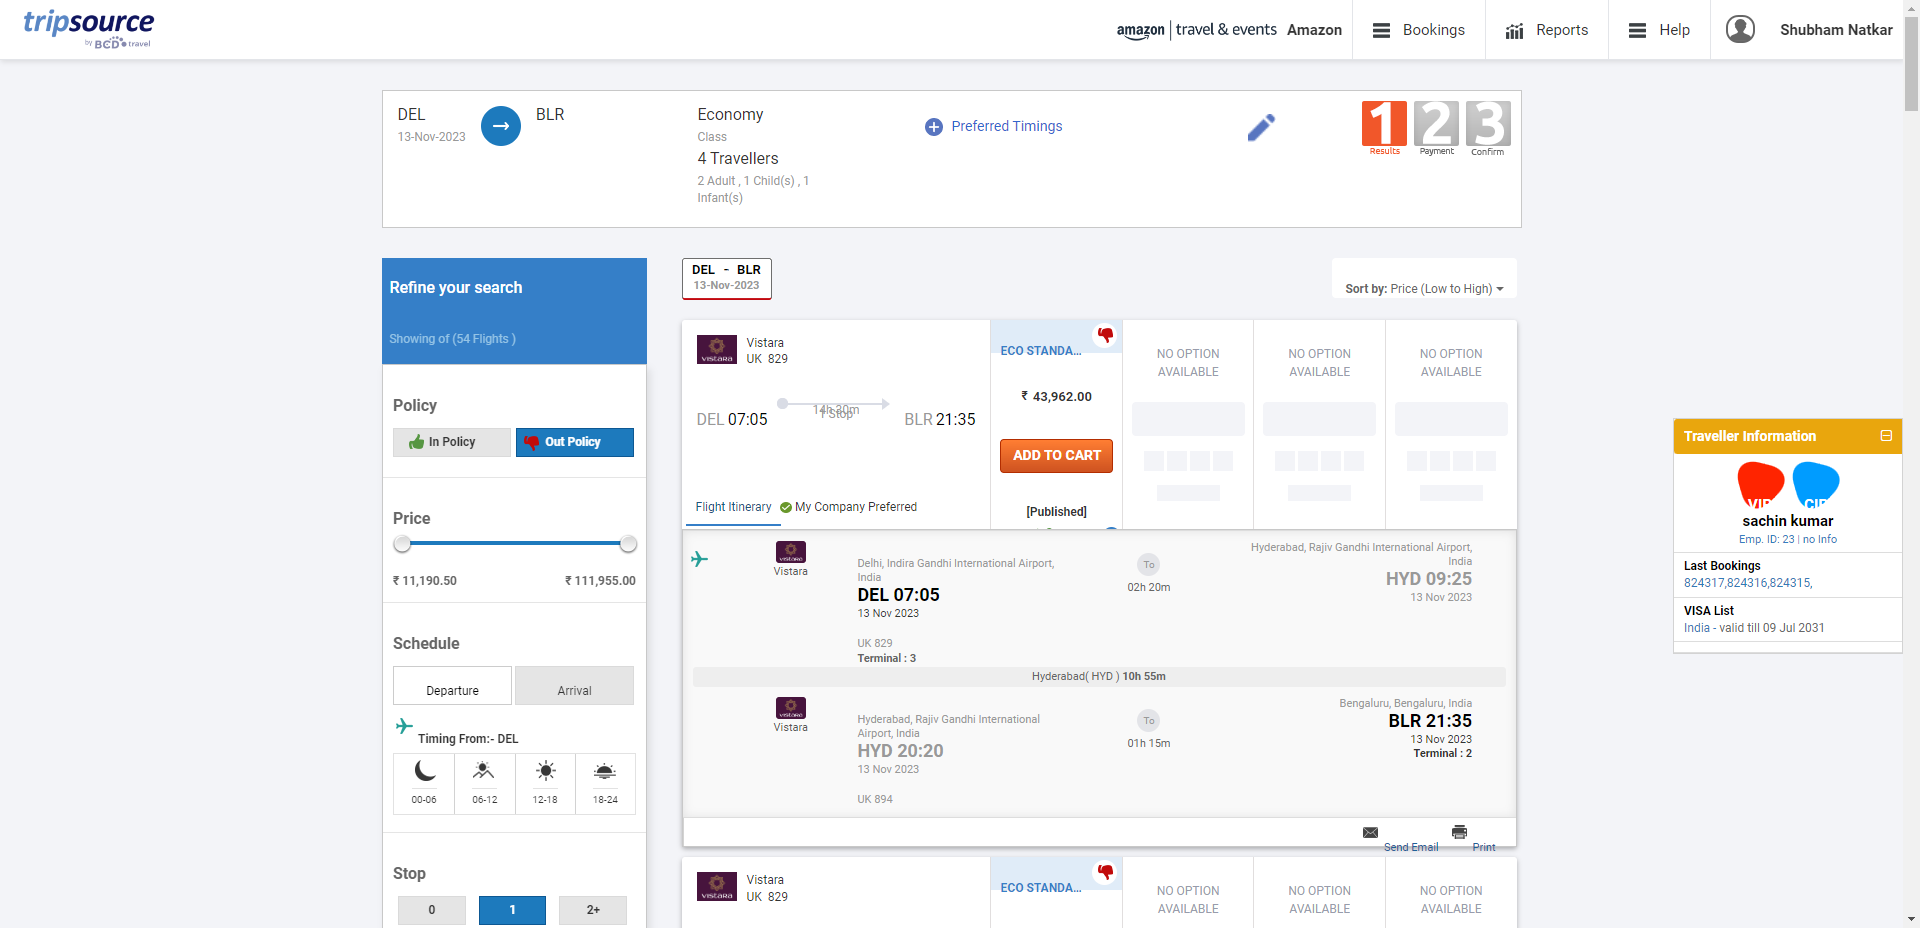 tripsource
by BCD travel
amazon travel & events Amazon
Bookings
Reports
Help
Shubham Natkar
DEL
13-Nov-2023
BLR
Economy
Class
4 Travellers
2 Adult , 1 Child(s) , 1
Infant(s)
Preferred Timings
1 2 3
Results Payment Confirm
Refine your search
Showing of (54 Flights )
Policy
In Policy
Out Policy
Price
₹ 11,190.50
₹ 111,955.00
Schedule
Departure
Arrival
Timing From:- DEL
00-06 06-12 12-18 18-24
Stop
0 1 2+
DEL - BLR
13-Nov-2023
Sort by: Price (Low to High)
VISTARA
Vistara
UK 829
DEL 07:05
14h 30m
1 Stop
BLR 21:35
Flight Itinerary
My Company Preferred
ECO STANDA...
₹ 43,962.00
ADD TO CART
[Published]
NO OPTION
AVAILABLE
NO OPTION
AVAILABLE
NO OPTION
AVAILABLE
VISTARA
Vistara
Delhi, Indira Gandhi International Airport,
India
DEL 07:05
13 Nov 2023
UK 829
Terminal : 3
To
02h 20m
Hyderabad, Rajiv Gandhi International Airport,
India
HYD 09:25
13 Nov 2023
Hyderabad( HYD ) 10h 55m
VISTARA
Vistara
Hyderabad, Rajiv Gandhi International
Airport, India
HYD 20:20
13 Nov 2023
UK 894
To
01h 15m
Bengaluru, Bengaluru, India
BLR 21:35
13 Nov 2023
Terminal : 2
Send Email
Print
VISTARA
Vistara
UK 829
ECO STANDA...
NO OPTION
AVAILABLE
NO OPTION
AVAILABLE
NO OPTION
AVAILABLE
Traveller Information
VIP
sachin kumar
Emp. ID: 23 | no Info
Last Bookings
824317,824316,824315,
VISA List
India - valid till 09 Jul 2031